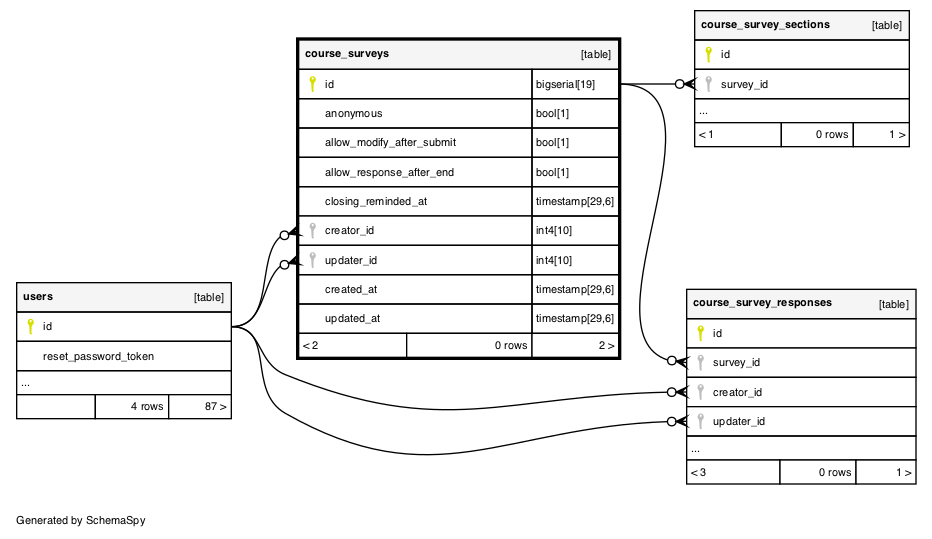 course_surveys [table]
id bigserial[19]
anonymous bool[1]
allow_modify_after_submit bool[1]
allow_response_after_end bool[1]
closing_reminded_at timestamp[29,6]
creator_id int4[10]
updater_id int4[10]
created_at timestamp[29,6]
updated_at timestamp[29,6]
< 2 0 rows 2 >
course_survey_sections [table]
id
survey_id
...
< 1 0 rows 1 >
users [table]
id
reset_password_token
...
4 rows 87 >
course_survey_responses [table]
id
survey_id
creator_id
updater_id
...
< 3 0 rows 1 >
Generated by SchemaSpy